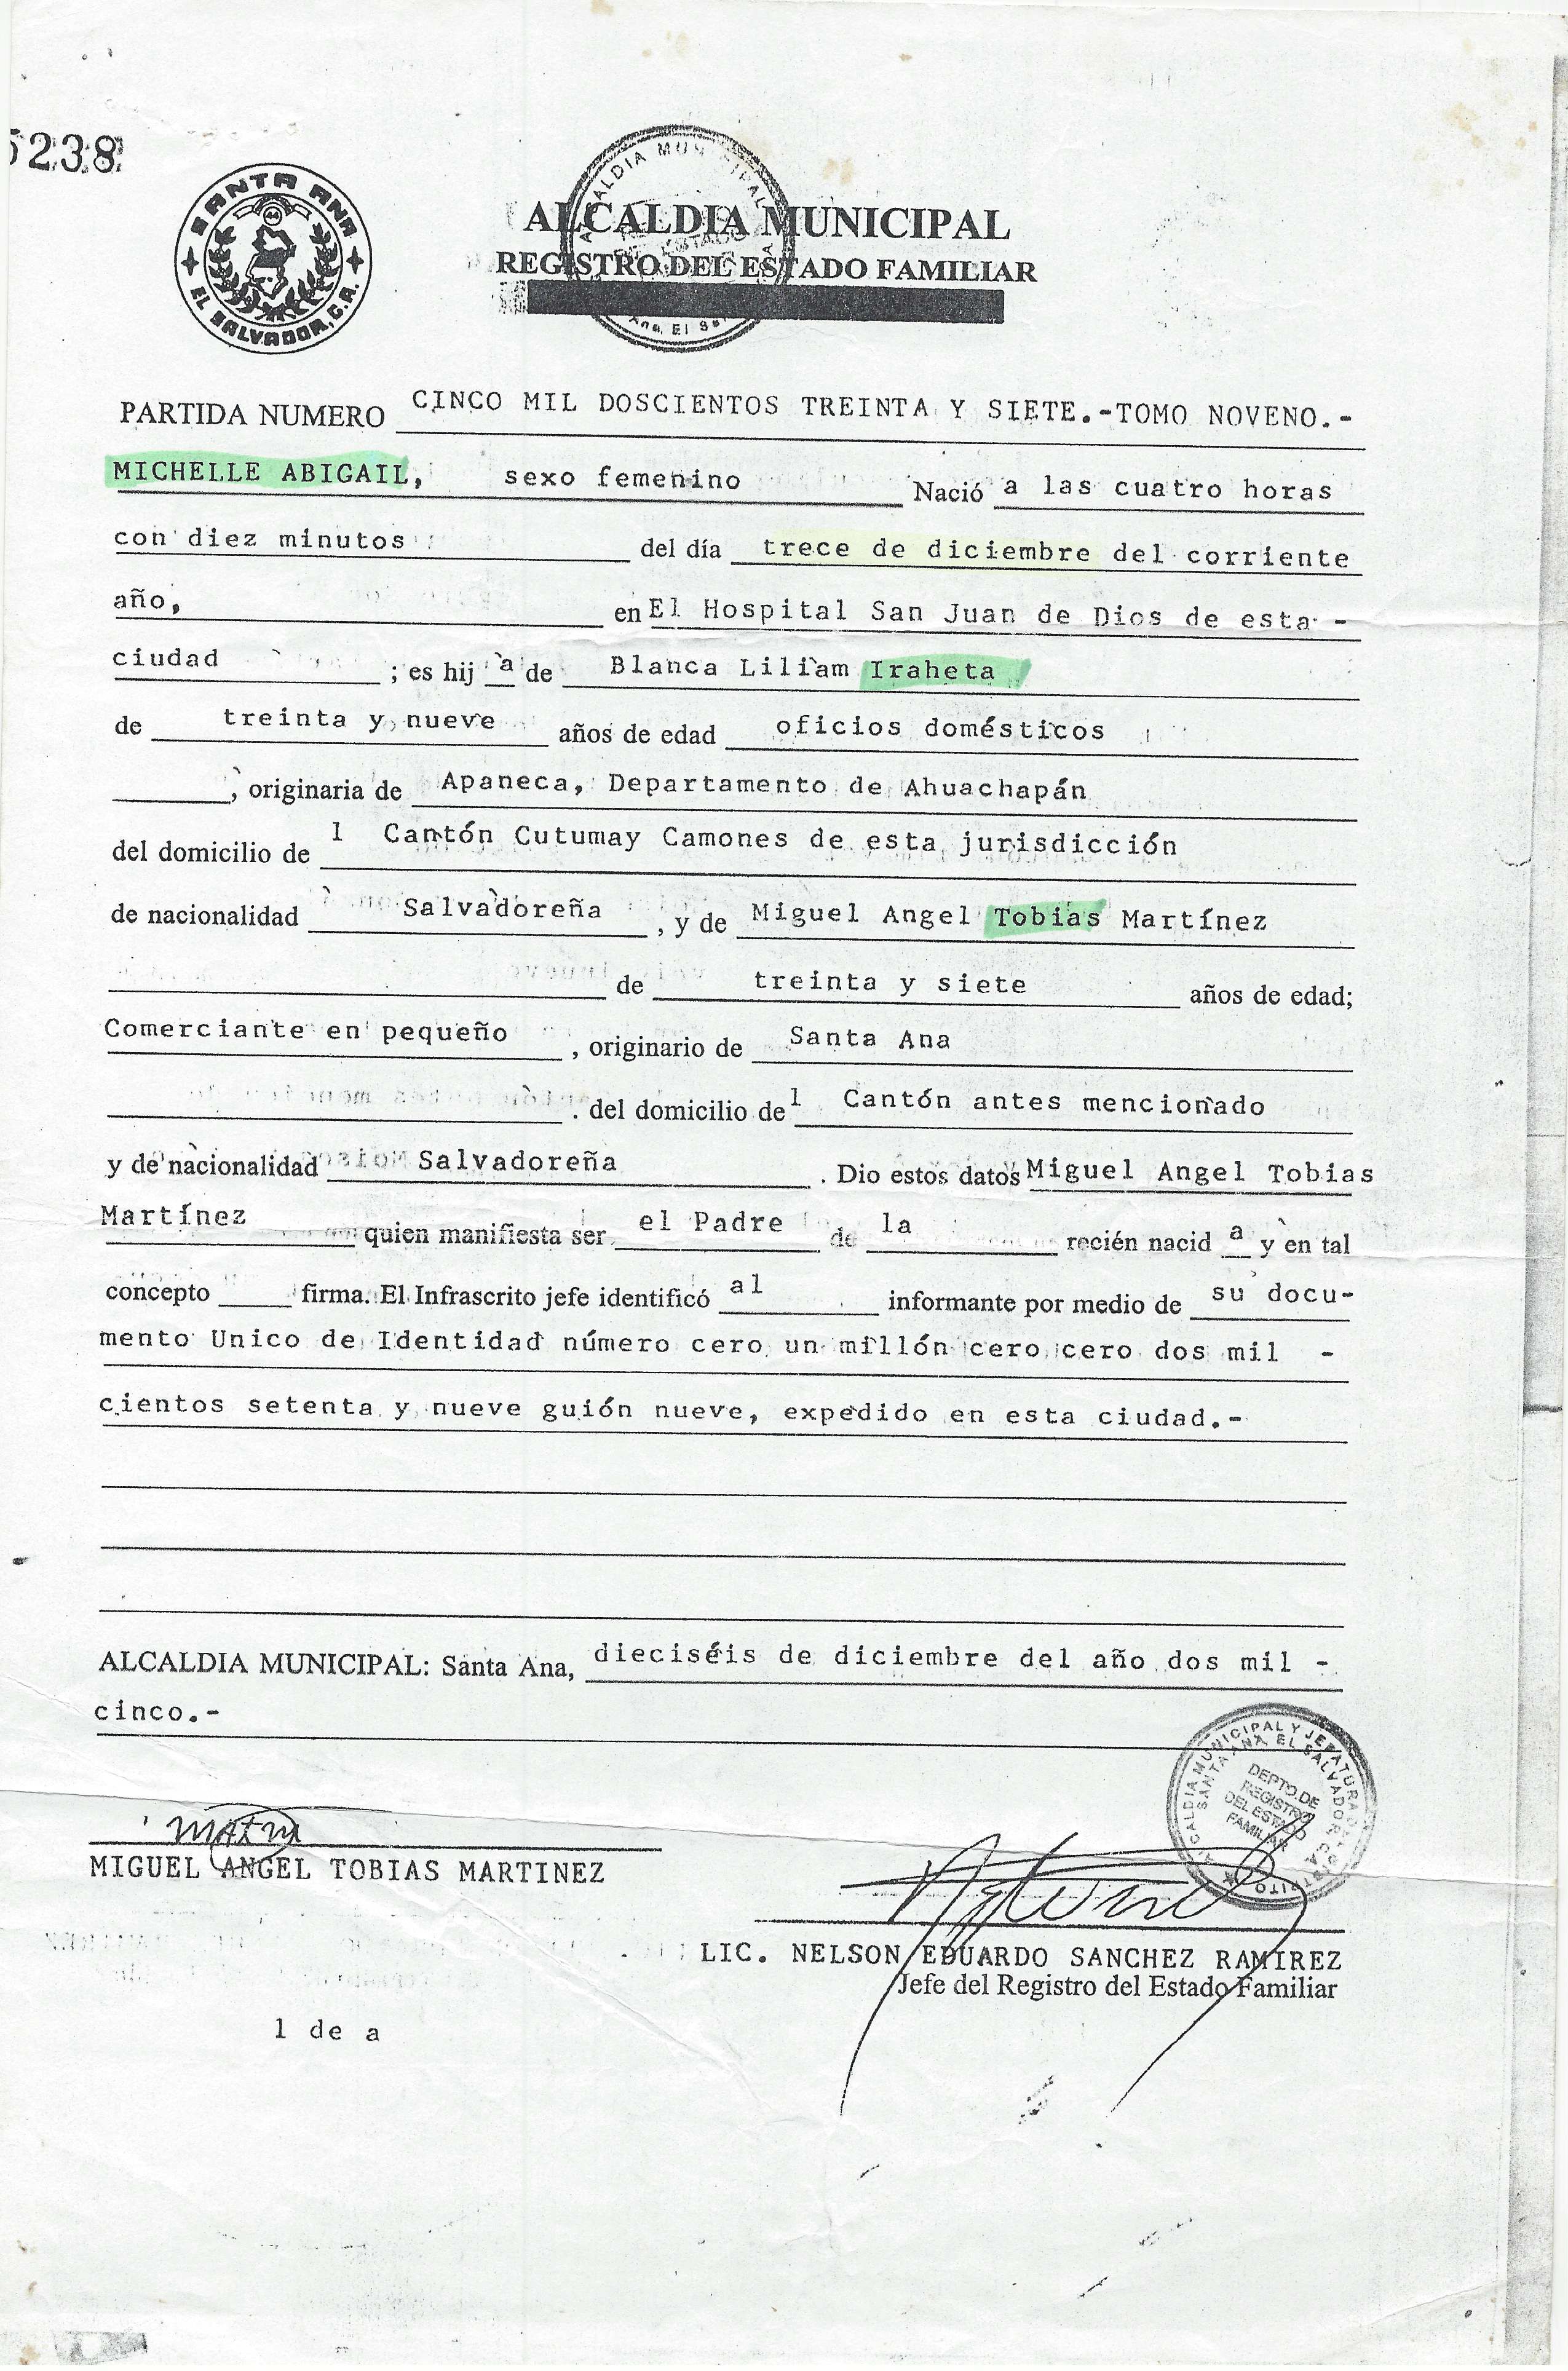 5238
SANTA ANA
EL SALVADOR, C.A.
ALCALDIA MUNICIPAL
REGISTRO DEL ESTADO FAMILIAR
PARTIDA NUMERO CINCO MIL DOSCIENTOS TREINTA Y SIETE.-TOMO NOVENO.-
MICHELLE ABIGAIL, sexo femenino Nació a las cuatro horas
con diez minutos del día trece de diciembre del corriente
año, en El Hospital San Juan de Dios de esta -
ciudad ; es hij a de Blanca Liliam Iraheta
de treinta y nueve años de edad oficios domésticos
, originaria de Apaneca, Departamento de Ahuachapán
del domicilio de l Cantón Cutumay Camones de esta jurisdicción
de nacionalidad Salvadoreña , y de Miguel Angel Tobias Martínez
de treinta y siete años de edad;
Comerciante en pequeño , originario de Santa Ana
. del domicilio de l Cantón antes mencionado
y de nacionalidad Salvadoreña . Dio estos datos Miguel Angel Tobias
Martínez quien manifiesta ser el Padre de la recién nacid a y en tal
concepto firma. El Infrascrito jefe identificó al informante por medio de su docu-
mento Unico de Identidad número cero un millón cero cero dos mil -
cientos setenta y nueve guión nueve, expedido en esta ciudad.-
ALCALDIA MUNICIPAL: Santa Ana, dieciséis de diciembre del año dos mil -
cinco.-
ALCALDIA MUNICIPAL Y JEFATURA DE DISTRITO
SANTA ANA, EL SALVADOR, C.A.
DEPTO. DE
REGISTRO
DEL ESTADO
FAMILIAR
MIGUEL ANGEL TOBIAS MARTINEZ
LIC. NELSON EDUARDO SANCHEZ RAMIREZ
Jefe del Registro del Estado Familiar
1 de a